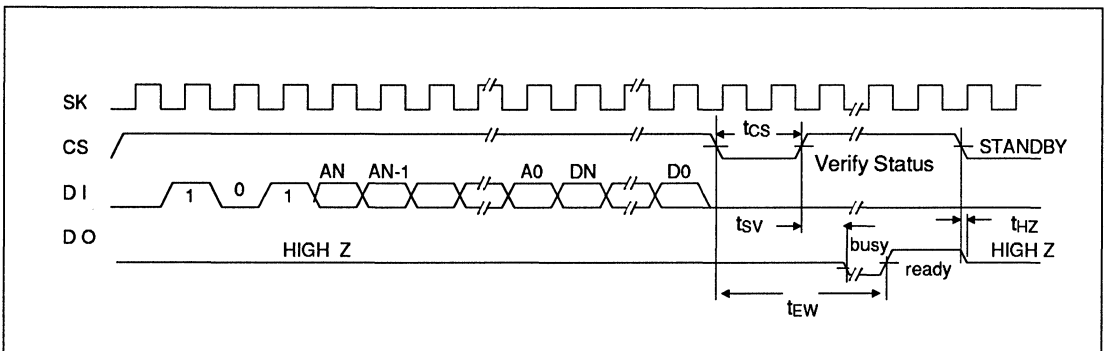 SK
CS
tCS
STANDBY
Verify Status
DI
1
0
1
AN
AN-1
A0
DN
D0
tSV
tHZ
DO
HIGH Z
busy
ready
HIGH Z
tEW